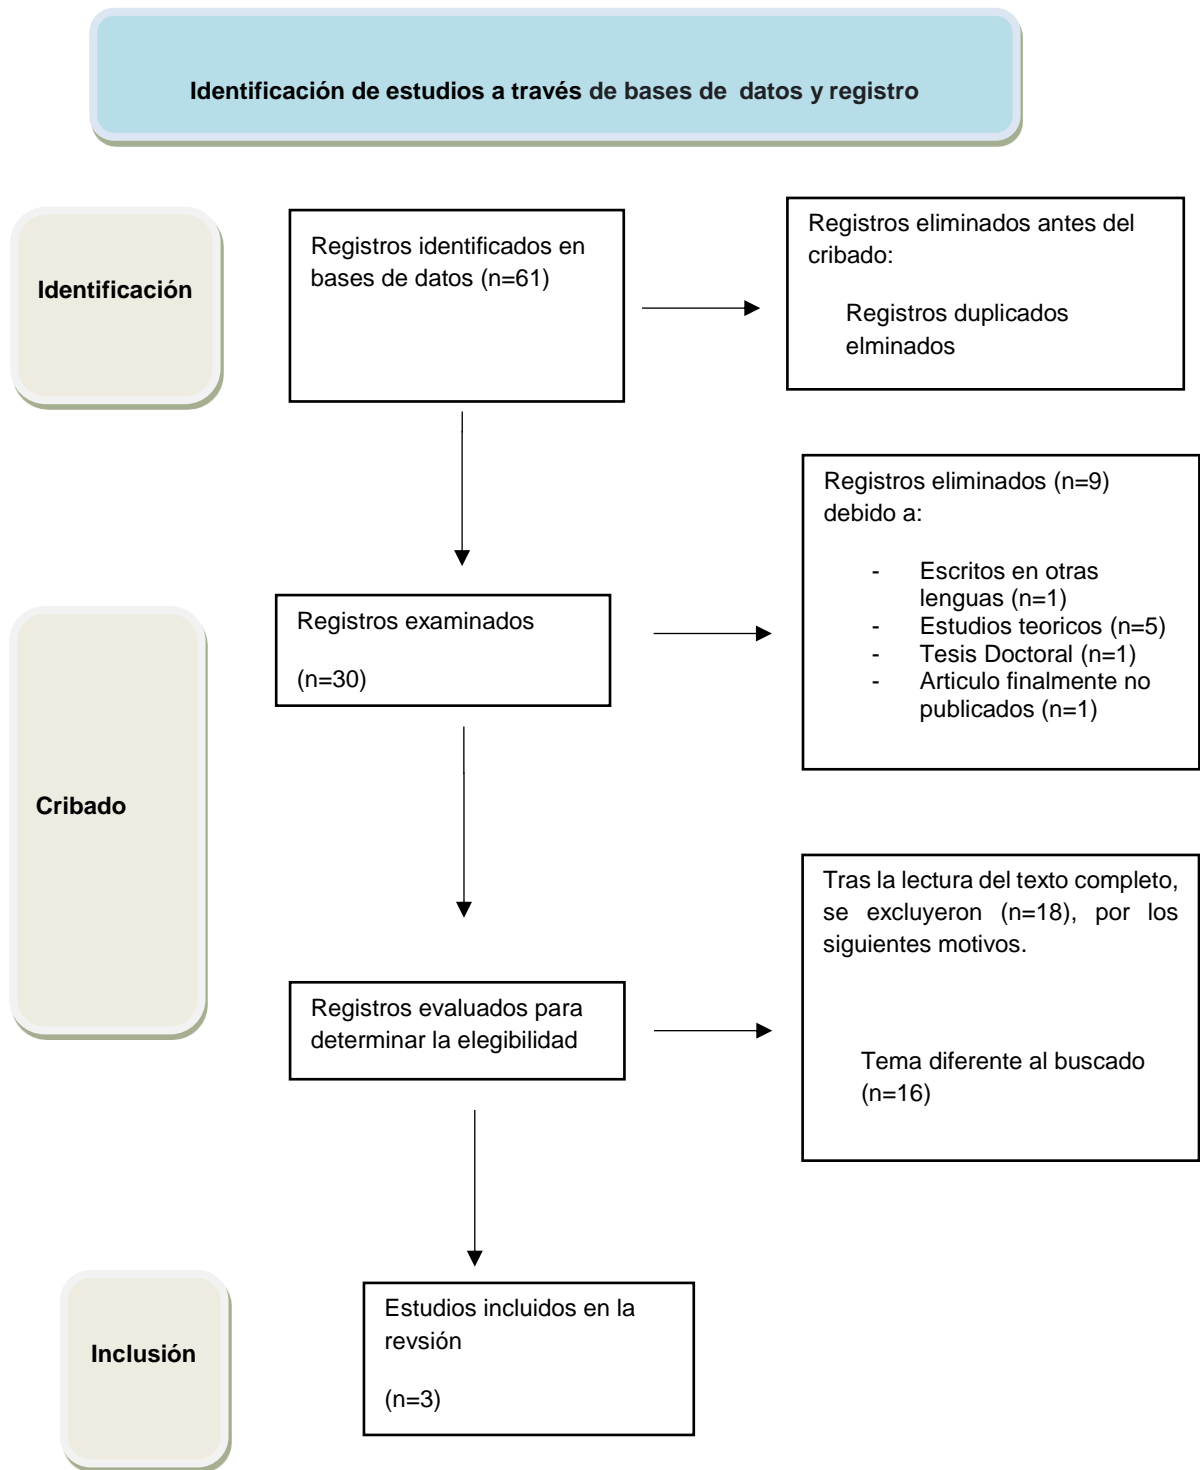 Identificación de estudios a través de bases de datos y registro
Identificación
Registros identificados en
bases de datos (n=61)
Registros eliminados antes del
cribado:
Registros duplicados
elminados
Registros eliminados (n=9)
debido a:
- Escritos en otras
lenguas (n=1)
- Estudios teoricos (n=5)
- Tesis Doctoral (n=1)
- Articulo finalmente no
publicados (n=1)
Registros examinados
(n=30)
Cribado
Tras la lectura del texto completo,
se excluyeron (n=18), por los
siguientes motivos.
Tema diferente al buscado
(n=16)
Registros evaluados para
determinar la elegibilidad
Inclusión
Estudios incluidos en la
revsión
(n=3)